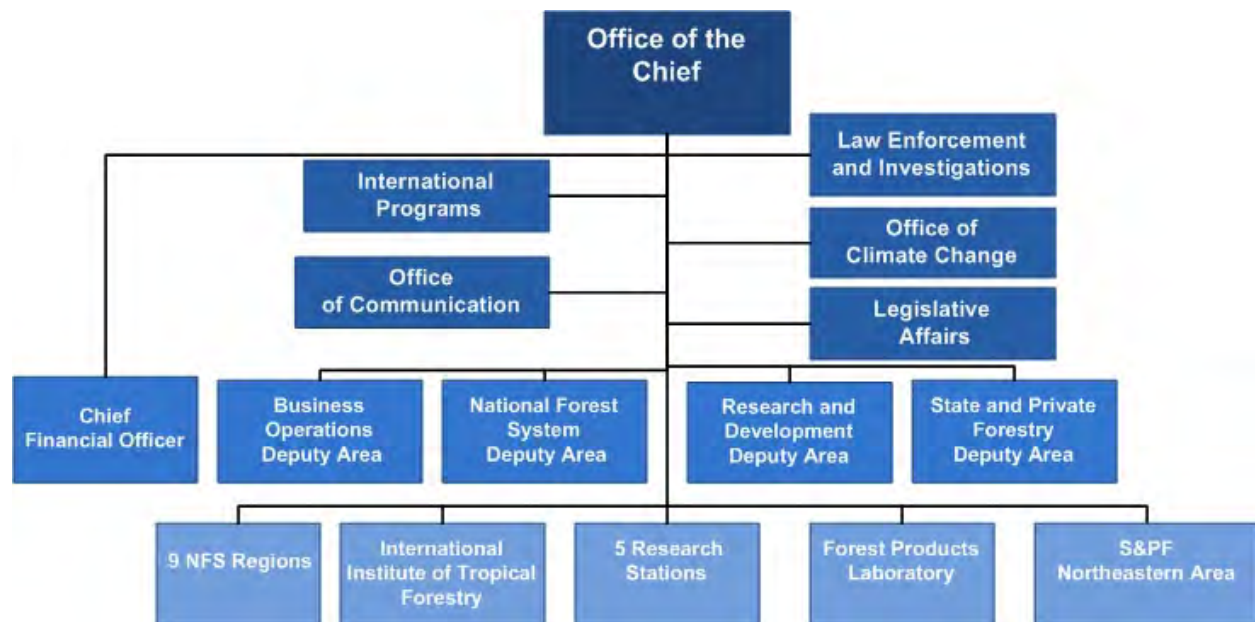 Office of the
Chief
Law Enforcement
and Investigations
International
Programs
Office of
Climate Change
Office
of Communication
Legislative
Affairs
Chief
Financial Officer
Business
Operations
Deputy Area
National Forest
System
Deputy Area
Research and
Development
Deputy Area
State and Private
Forestry
Deputy Area
9 NFS Regions
International
Institute of Tropical
Forestry
5 Research
Stations
Forest Products
Laboratory
S&PF
Northeastern Area